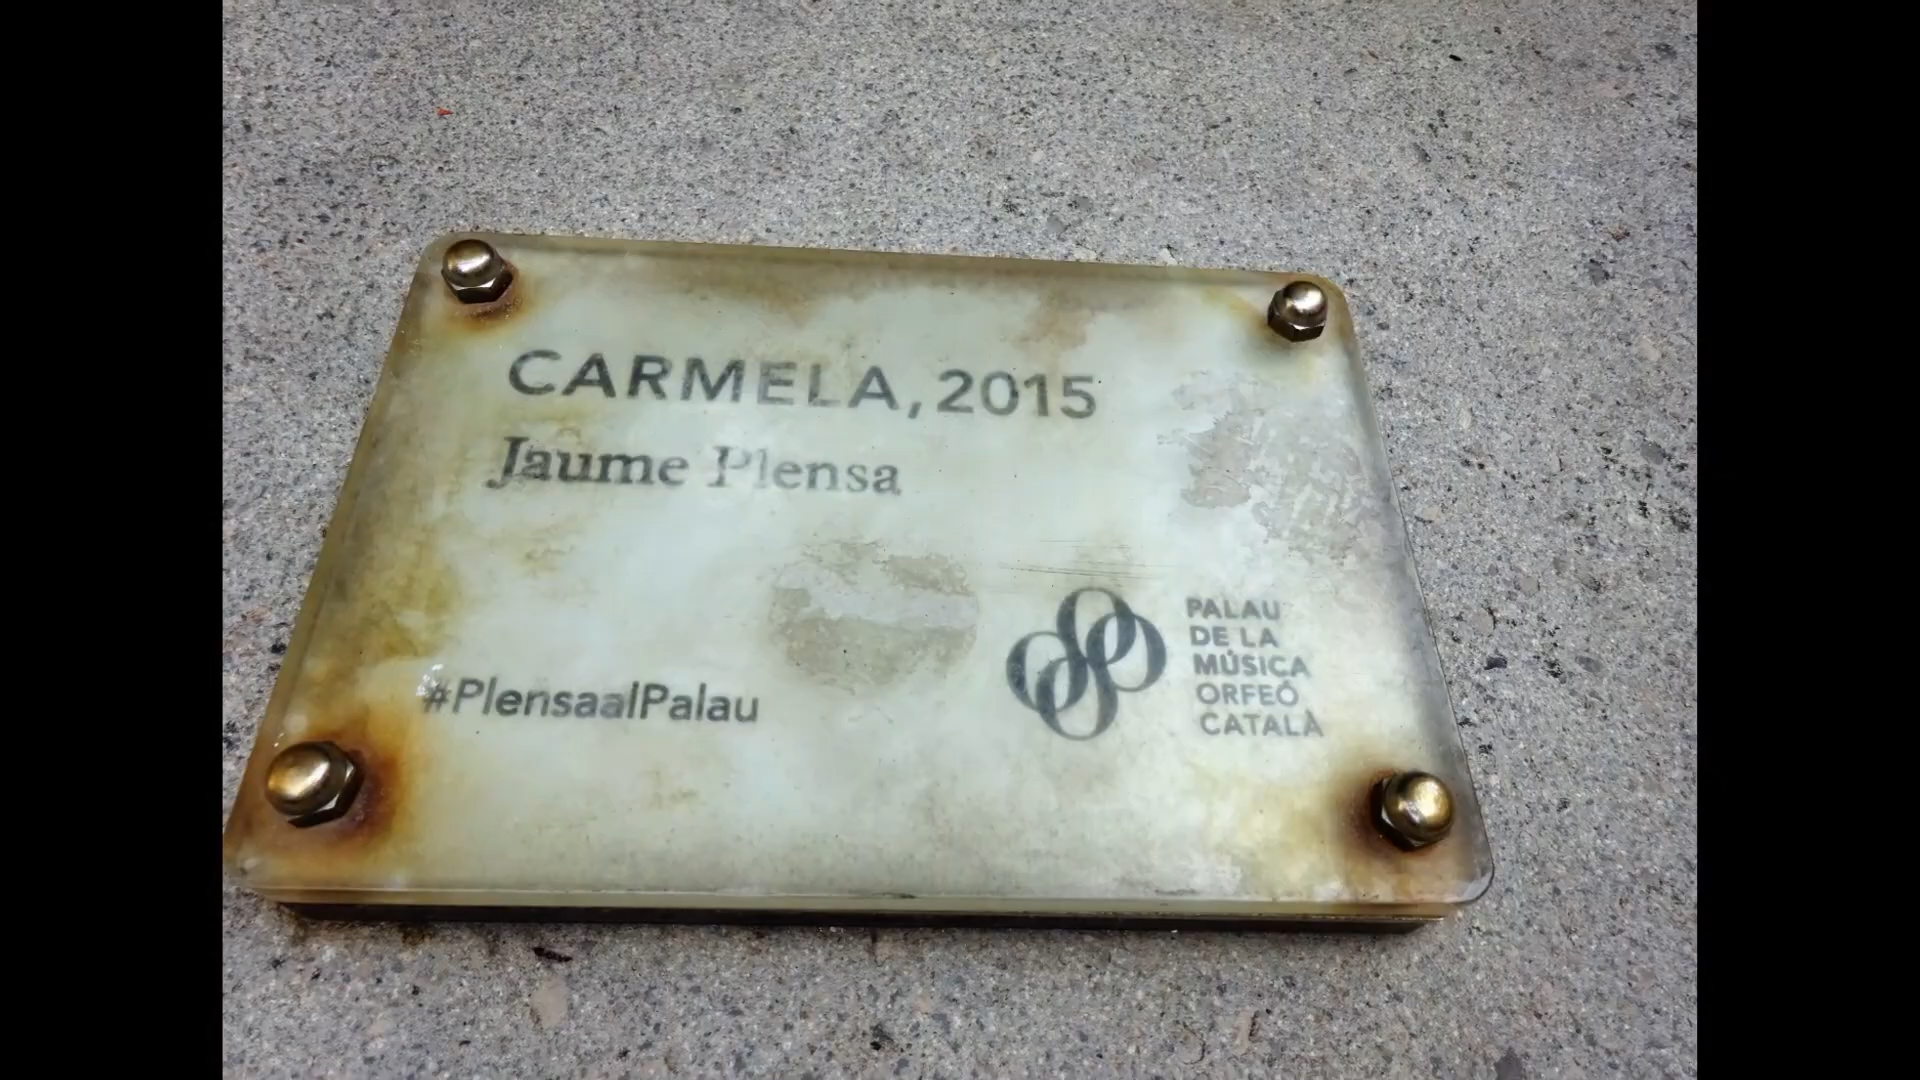 CARMELA, 2015
Jaume Plensa
#PlensaalPalau
PALAU
DE LA
MÚSICA
ORFEÓ
CATALÀ